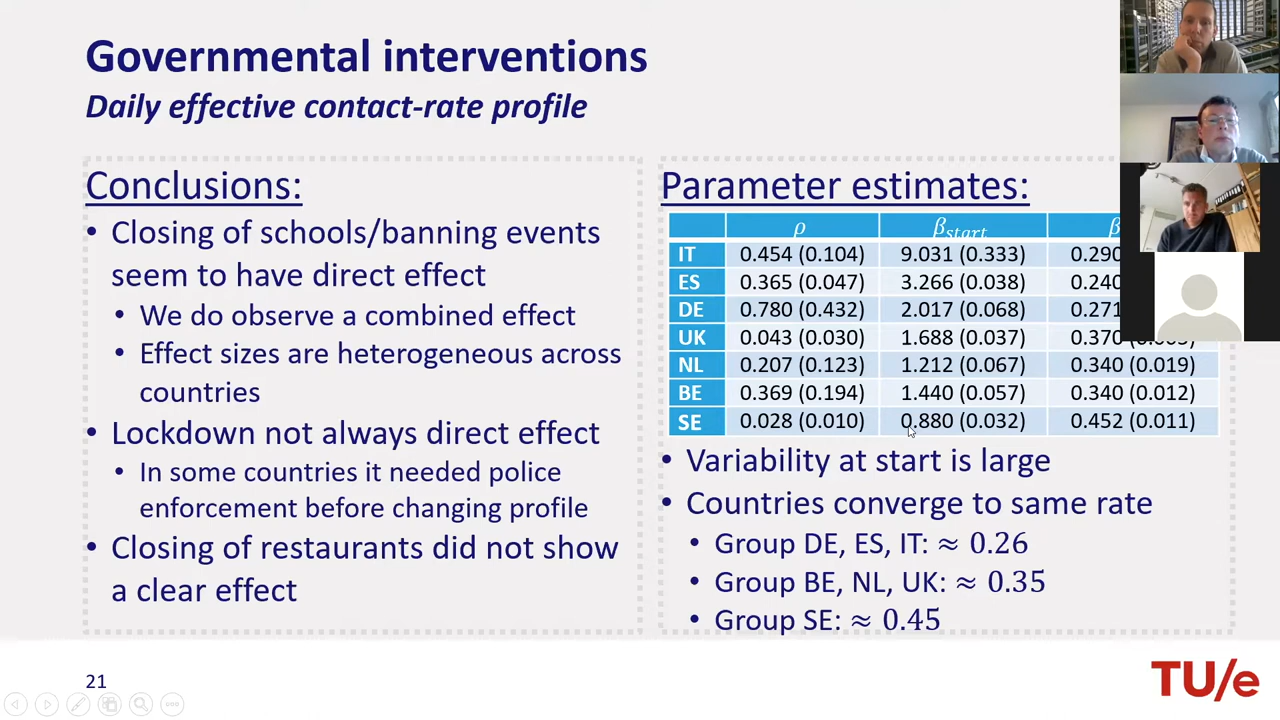 Governmental interventions
Daily effective contact-rate profile
Conclusions:
• Closing of schools/banning events
seem to have direct effect
• We do observe a combined effect
• Effect sizes are heterogeneous across
countries
• Lockdown not always direct effect
• In some countries it needed police
enforcement before changing profile
• Closing of restaurants did not show
a clear effect
Parameter estimates:
ρ β_start β
IT 0.454 (0.104) 9.031 (0.333) 0.290
ES 0.365 (0.047) 3.266 (0.038) 0.240
DE 0.780 (0.432) 2.017 (0.068) 0.271
UK 0.043 (0.030) 1.688 (0.037) 0.370
NL 0.207 (0.123) 1.212 (0.067) 0.340 (0.019)
BE 0.369 (0.194) 1.440 (0.057) 0.340 (0.012)
SE 0.028 (0.010) 0.880 (0.032) 0.452 (0.011)
• Variability at start is large
• Countries converge to same rate
• Group DE, ES, IT: ≈ 0.26
• Group BE, NL, UK: ≈ 0.35
• Group SE: ≈ 0.45
21
TU/e